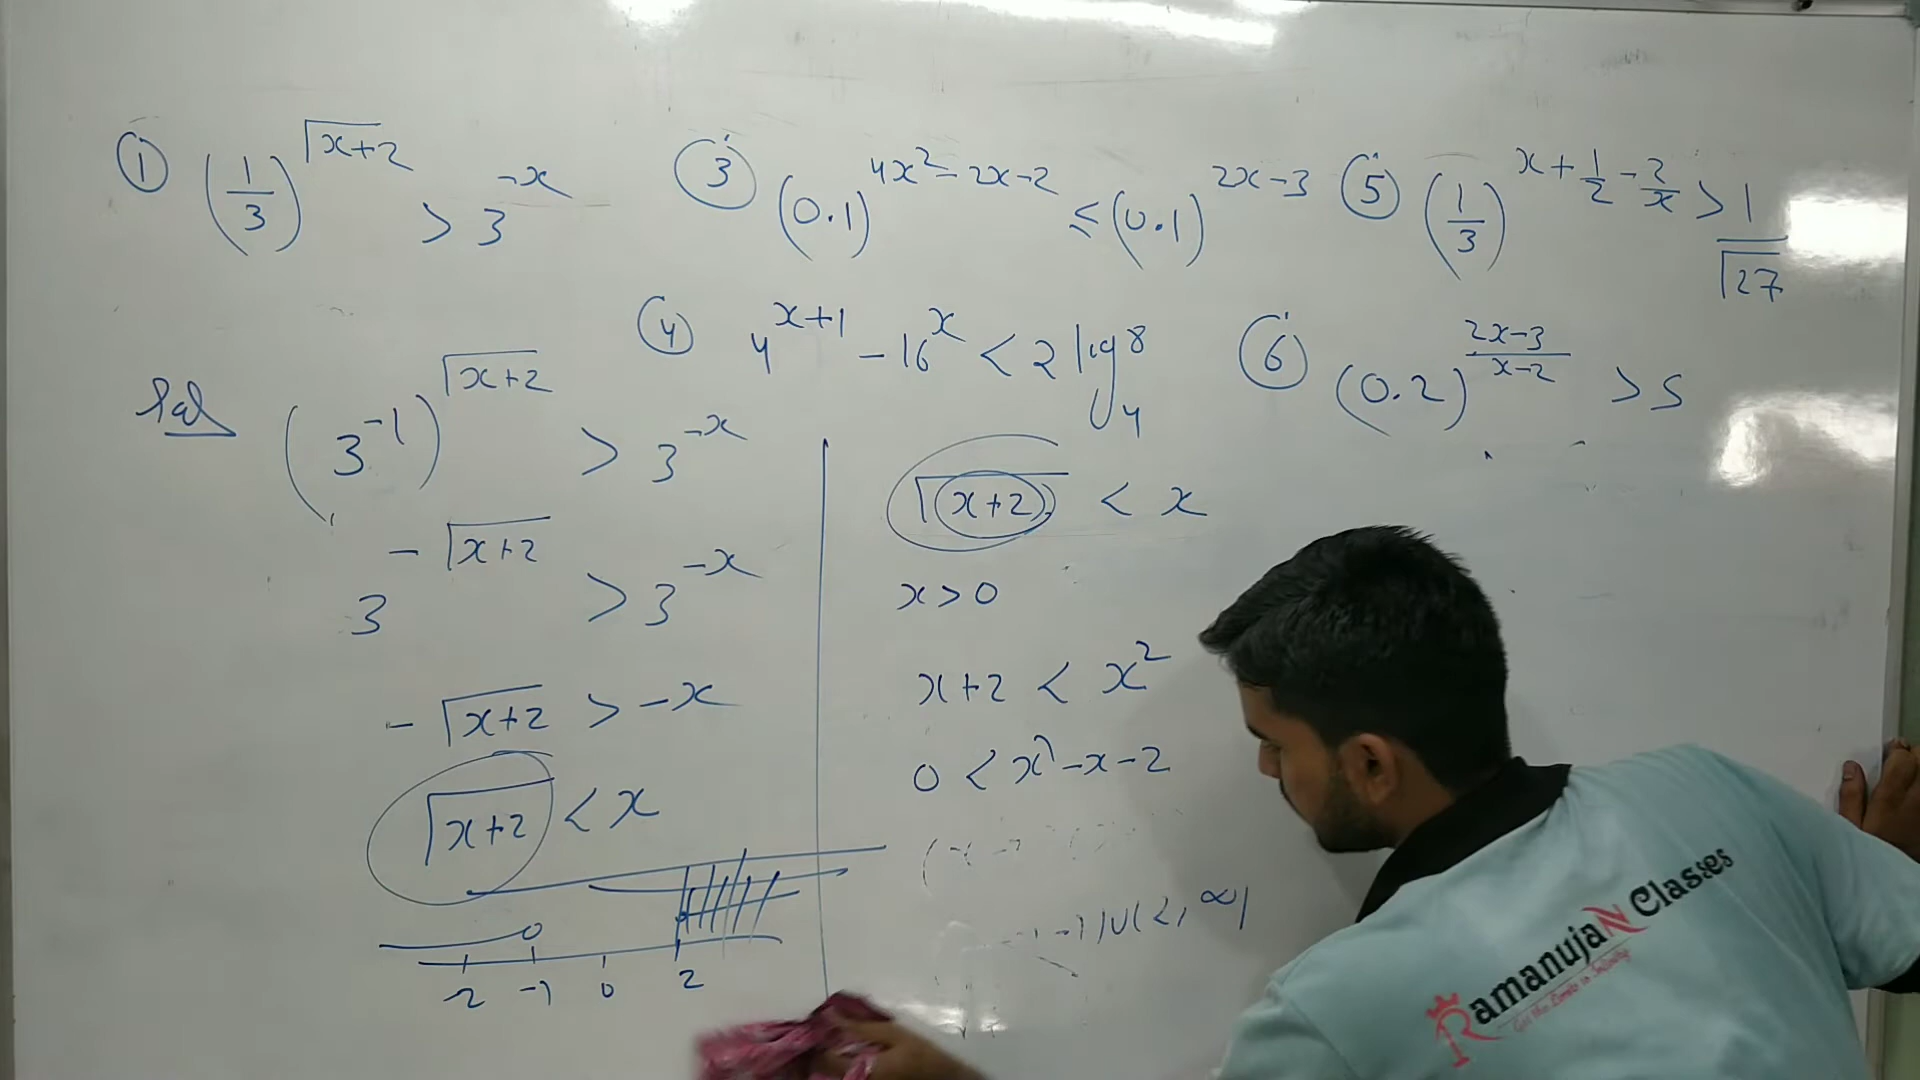 ① (1/3)^√(x+2) > 3^-x
③ (0.1)^(4x²-2x-2) ≤ (0.1)^(2x-3)
⑤ (1/3)^(x+1/2-2/x) > 1/√27
④ 4^(x+1) - 16^x < 2 log₄8
⑥ (0.2)^((2x-3)/(x-2)) > 5
Sol
(3^-1)^√(x+2) > 3^-x
3^-√(x+2) > 3^-x
-√(x+2) > -x
√(x+2) < x
-2 -1 0 2
√(x+2) < x
x>0
x+2 < x²
0 < x²-x-2
-1)∪(2,∞)
RamanujaN Classes